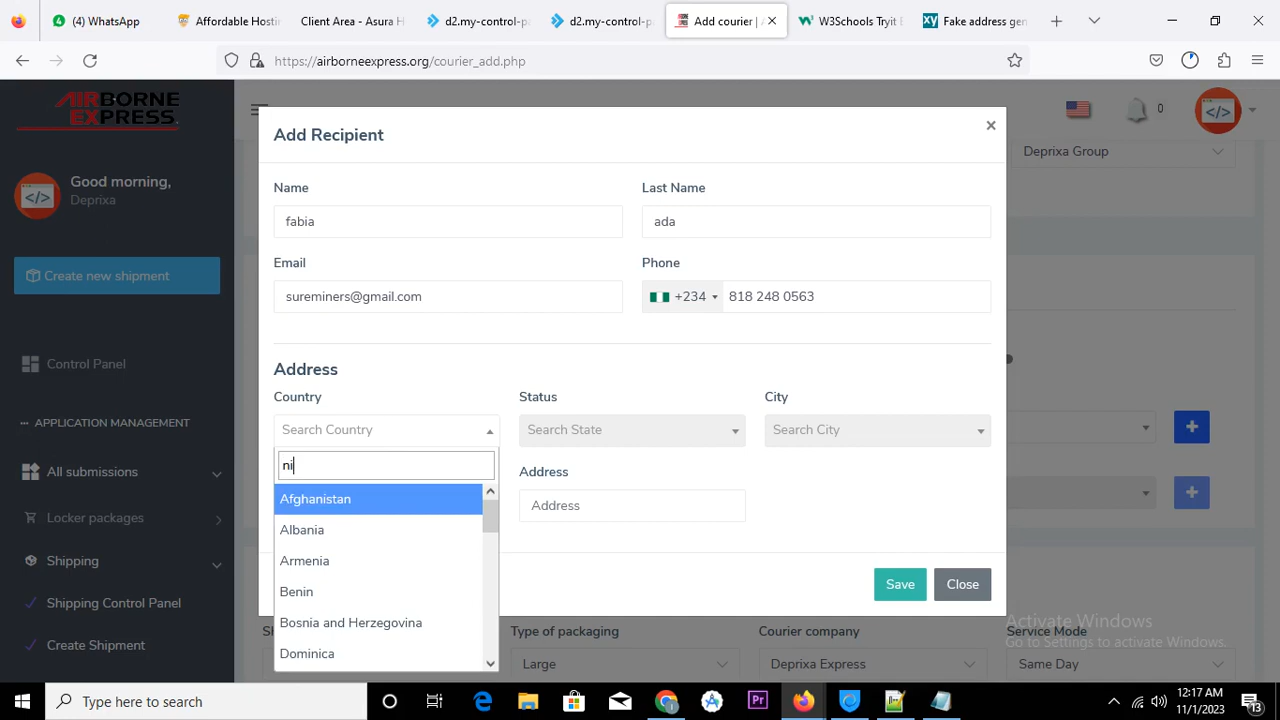 (4) WhatsApp
Affordable Hosti
Client Area - Asura H
d2.my-control-p
d2.my-control-p
Add courier | A
W3Schools Tryit E
Fake address gen
https://airborneexpress.org/courier_add.php
AIRBORNE
EXPRESS
Good morning,
Deprixa
Create new shipment
Control Panel
APPLICATION MANAGEMENT
All submissions
Locker packages
Shipping
Shipping Control Panel
Create Shipment
0
Deprixa Group
Add Recipient
×
Name
Last Name
fabia
ada
Email
Phone
sureminers@gmail.com
+234
818 248 0563
Address
Country
Status
City
Search Country
Search State
Search City
ni
Address
Address
Afghanistan
Albania
Armenia
Benin
Bosnia and Herzegovina
Dominica
Save
Close
Type of packaging
Courier company
Service Mode
Large
Deprixa Express
Same Day
Activate Windows
Go to Settings to activate Windows.
Type here to search
12:17 AM
11/1/2023
13